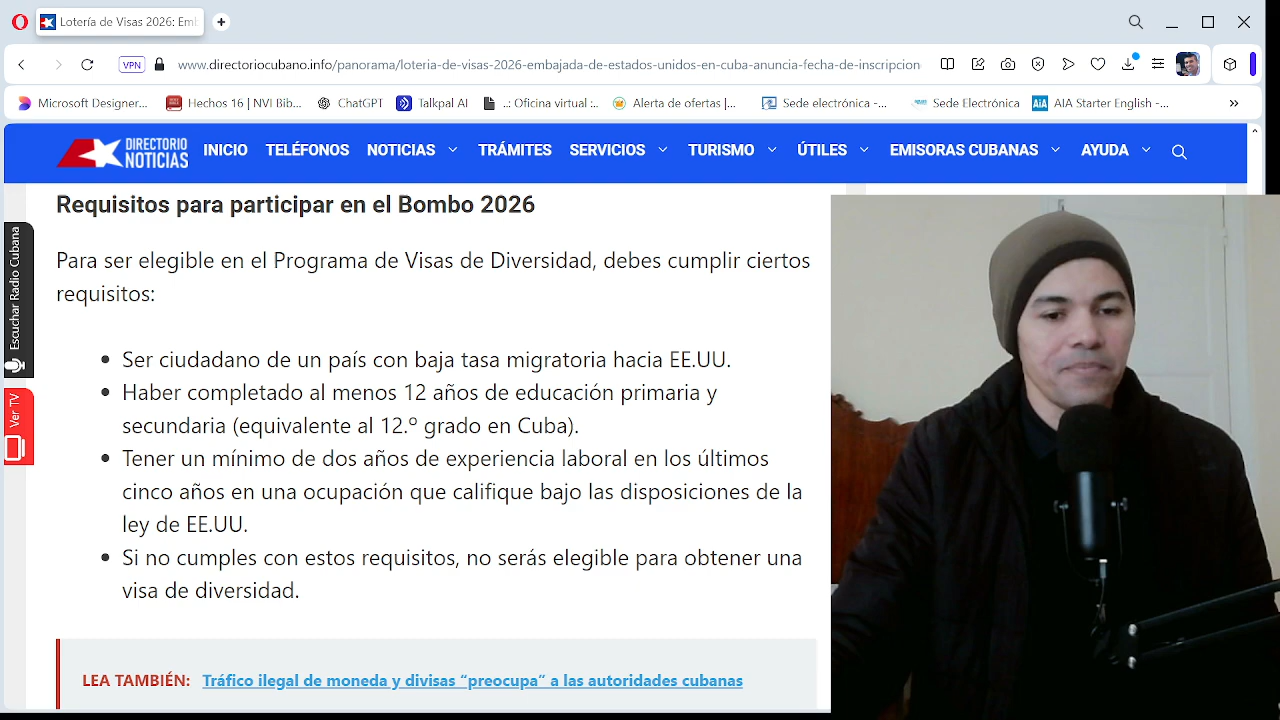 Lotería de Visas 2026: Emb
VPN
www.directoriocubano.info/panorama/loteria-de-visas-2026-embajada-de-estados-unidos-en-cuba-anuncia-fecha-de-inscripcion
Microsoft Designer...
Hechos 16 | NVI Bib...
ChatGPT
Talkpal AI
..: Oficina virtual :..
Alerta de ofertas |...
Sede electrónica -...
Sede Electrónica
AiA
AIA Starter English -...
DIRECTORIO
NOTICIAS
INICIO
TELÉFONOS
NOTICIAS
TRÁMITES
SERVICIOS
TURISMO
ÚTILES
EMISORAS CUBANAS
AYUDA
Escuchar Radio Cubana
Ver TV
Requisitos para participar en el Bombo 2026
Para ser elegible en el Programa de Visas de Diversidad, debes cumplir ciertos
requisitos:
Ser ciudadano de un país con baja tasa migratoria hacia EE.UU.
Haber completado al menos 12 años de educación primaria y
secundaria (equivalente al 12.º grado en Cuba).
Tener un mínimo de dos años de experiencia laboral en los últimos
cinco años en una ocupación que califique bajo las disposiciones de la
ley de EE.UU.
Si no cumples con estos requisitos, no serás elegible para obtener una
visa de diversidad.
LEA TAMBIÉN: Tráfico ilegal de moneda y divisas “preocupa” a las autoridades cubanas